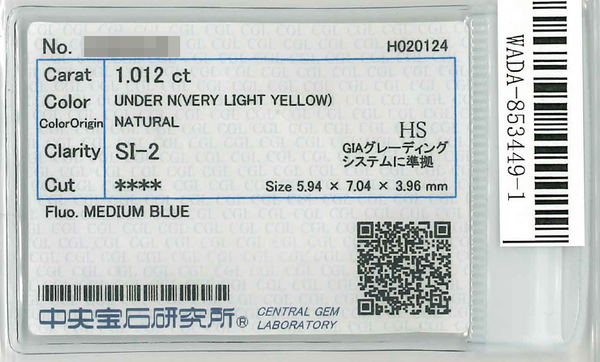 No.
H020124
Carat 1.012 ct
Color UNDER N(VERY LIGHT YELLOW)
ColorOrigin NATURAL
Clarity SI-2
HS
GIAグレーディング
システムに準拠
Cut **** Size 5.94 × 7.04 × 3.96 mm
Fluo. MEDIUM BLUE
中央宝石研究所® CENTRAL GEM
LABORATORY
WADA-853449-1